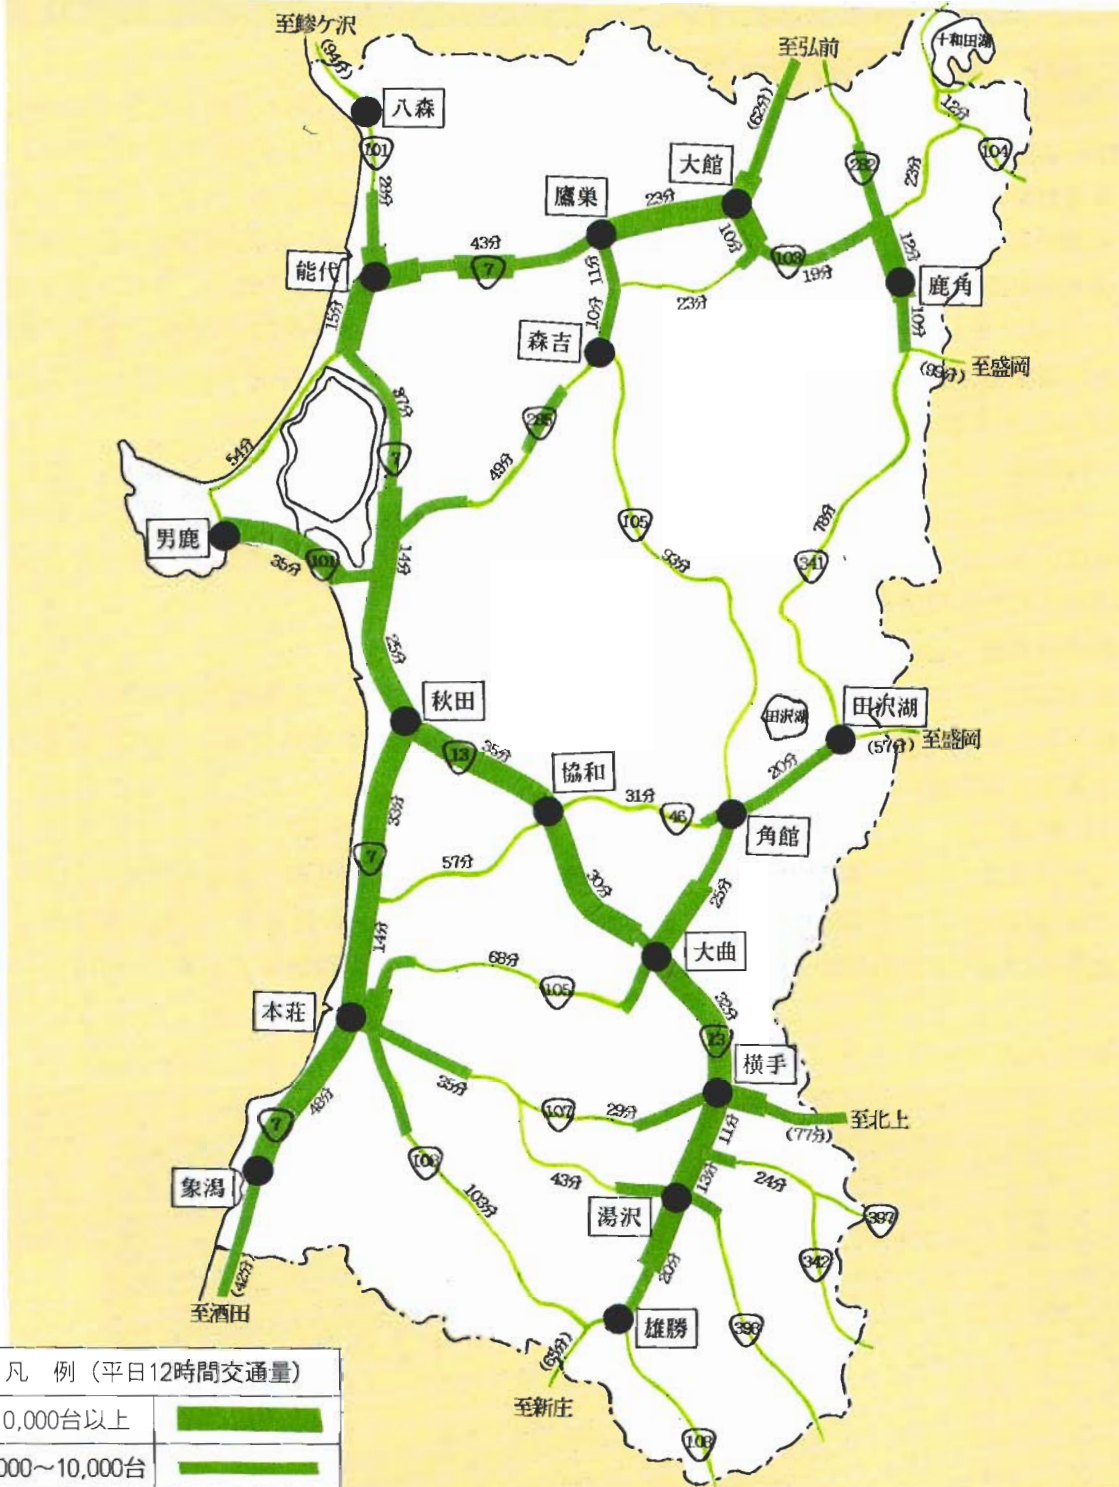 至鰺ケ沢
(94分)
至弘前
十和田湖
八森
(62分)
12分
101
大館
282
104
28分
鷹巣
23分
23分
43分
10分
12分
能代
7
11分
103
19分
鹿角
15分
10分
23分
10分
森吉
(99分)
至盛岡
37分
285
54分
7
49分
105
78分
男鹿
35分
101
14分
93分
341
25分
秋田
田沢湖
田沢湖
13
35分
(57分)
至盛岡
協和
20分
31分
46
33分
角館
7
57分
30分
25分
14分
68分
大曲
105
本荘
32分
13
35分
横手
48分
107
29分
至北上
7
11分
(77分)
108
象潟
43分
13分
24分
103分
湯沢
397
342
20分
(42分)
至酒田
雄勝
398
(65分)
至新庄
108
凡 例 (平日12時間交通量)
0,000台以上
000〜10,000台